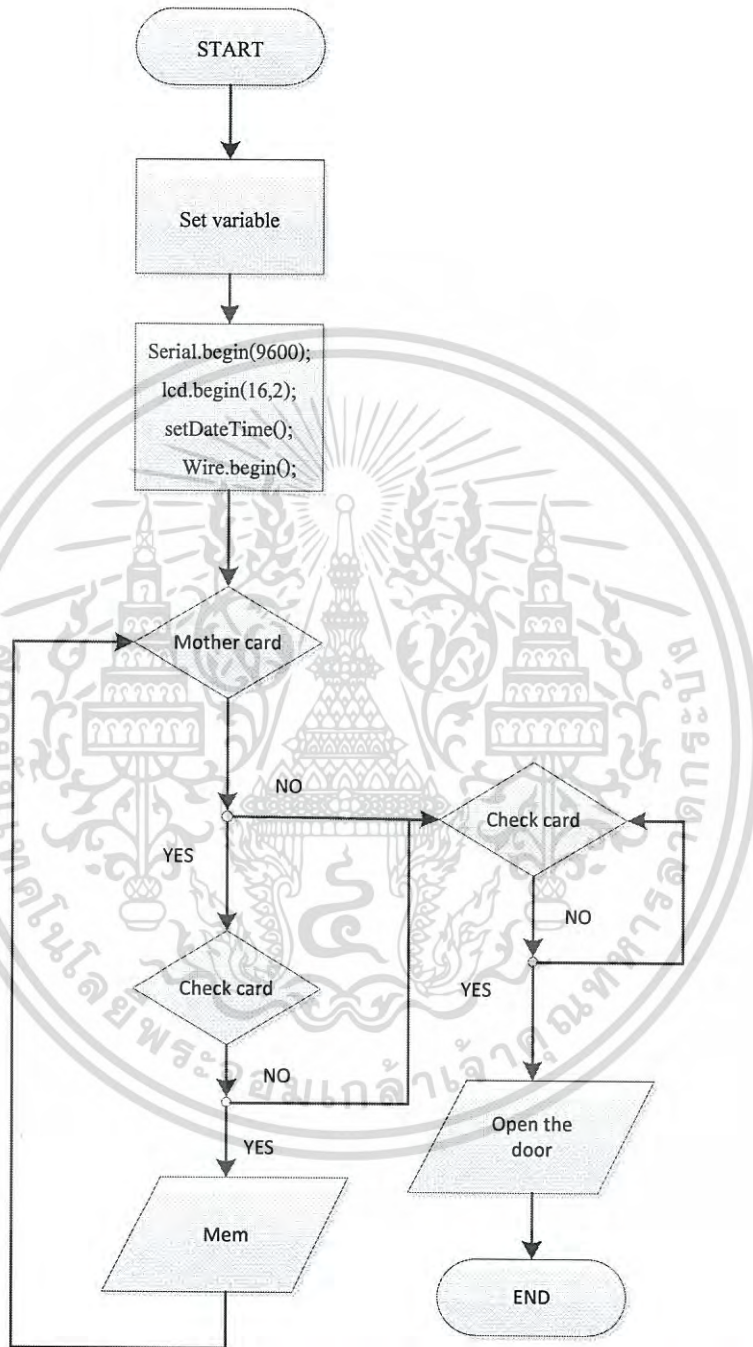 START
Set variable
Serial.begin(9600);
lcd.begin(16,2);
setDateTime();
Wire.begin();
Mother card
NO
YES
Check card
NO
YES
Mem
Check card
NO
YES
Open the
door
END